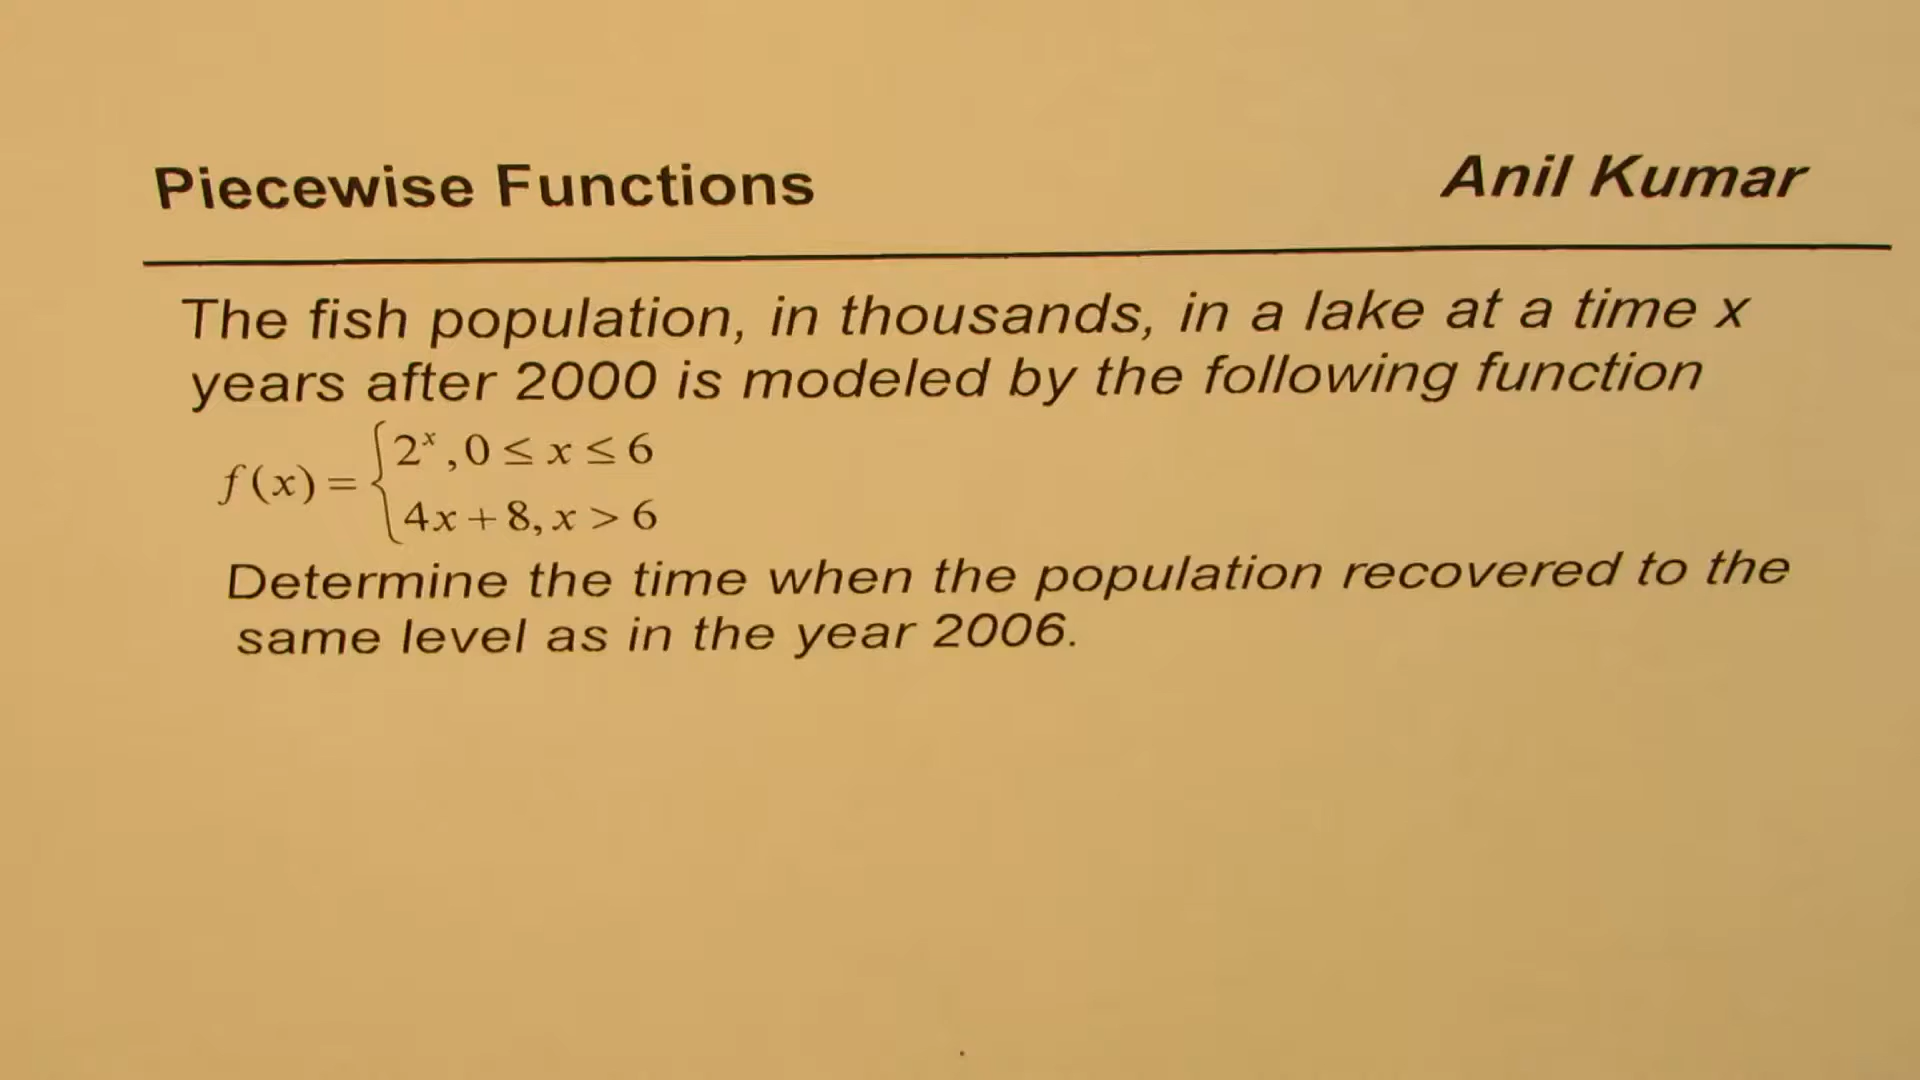 Piecewise Functions
Anil Kumar
The fish population, in thousands, in a lake at a time x
years after 2000 is modeled by the following function
f(x) = { 2ˣ, 0 ≤ x ≤ 6
4x + 8, x > 6
Determine the time when the population recovered to the
same level as in the year 2006.